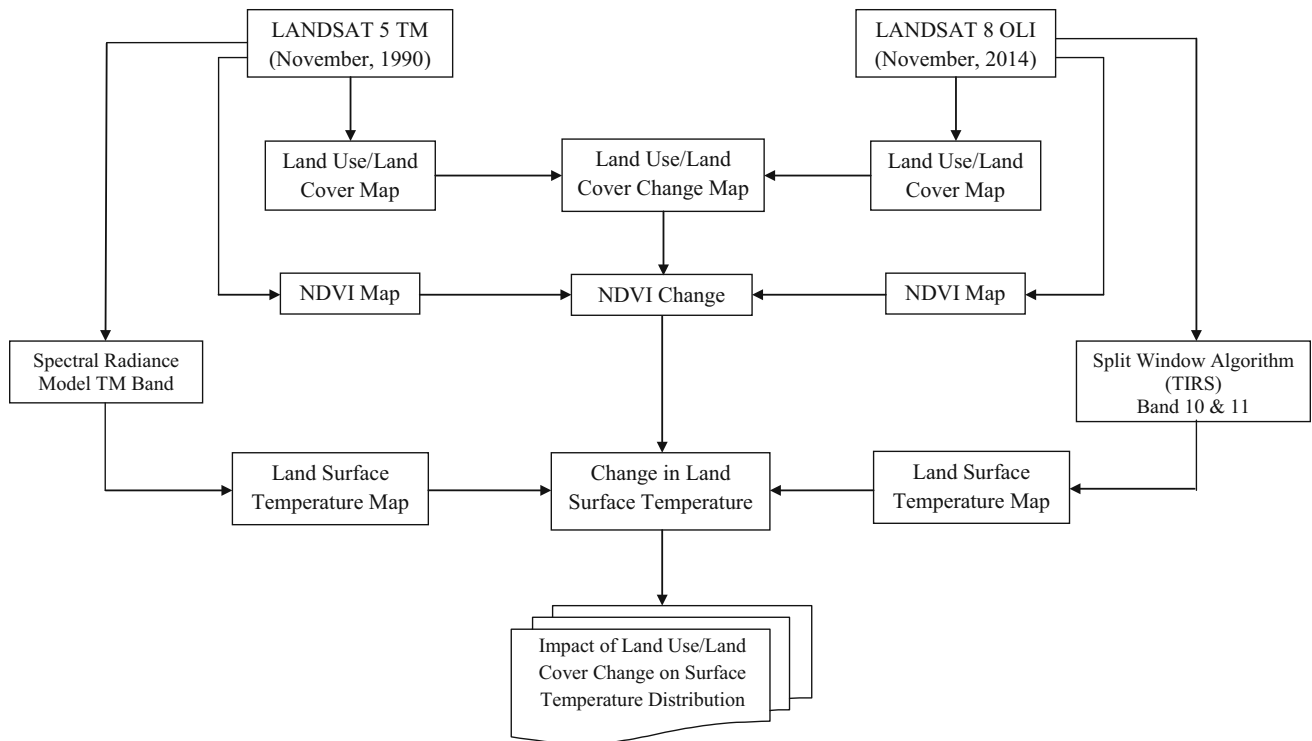 LANDSAT 5 TM
(November, 1990)
LANDSAT 8 OLI
(November, 2014)
Land Use/Land
Cover Map
Land Use/Land
Cover Change Map
Land Use/Land
Cover Map
NDVI Map
NDVI Change
NDVI Map
Spectral Radiance
Model TM Band
Split Window Algorithm
(TIRS)
Band 10 & 11
Land Surface
Temperature Map
Change in Land
Surface Temperature
Land Surface
Temperature Map
Impact of Land Use/Land
Cover Change on Surface
Temperature Distribution